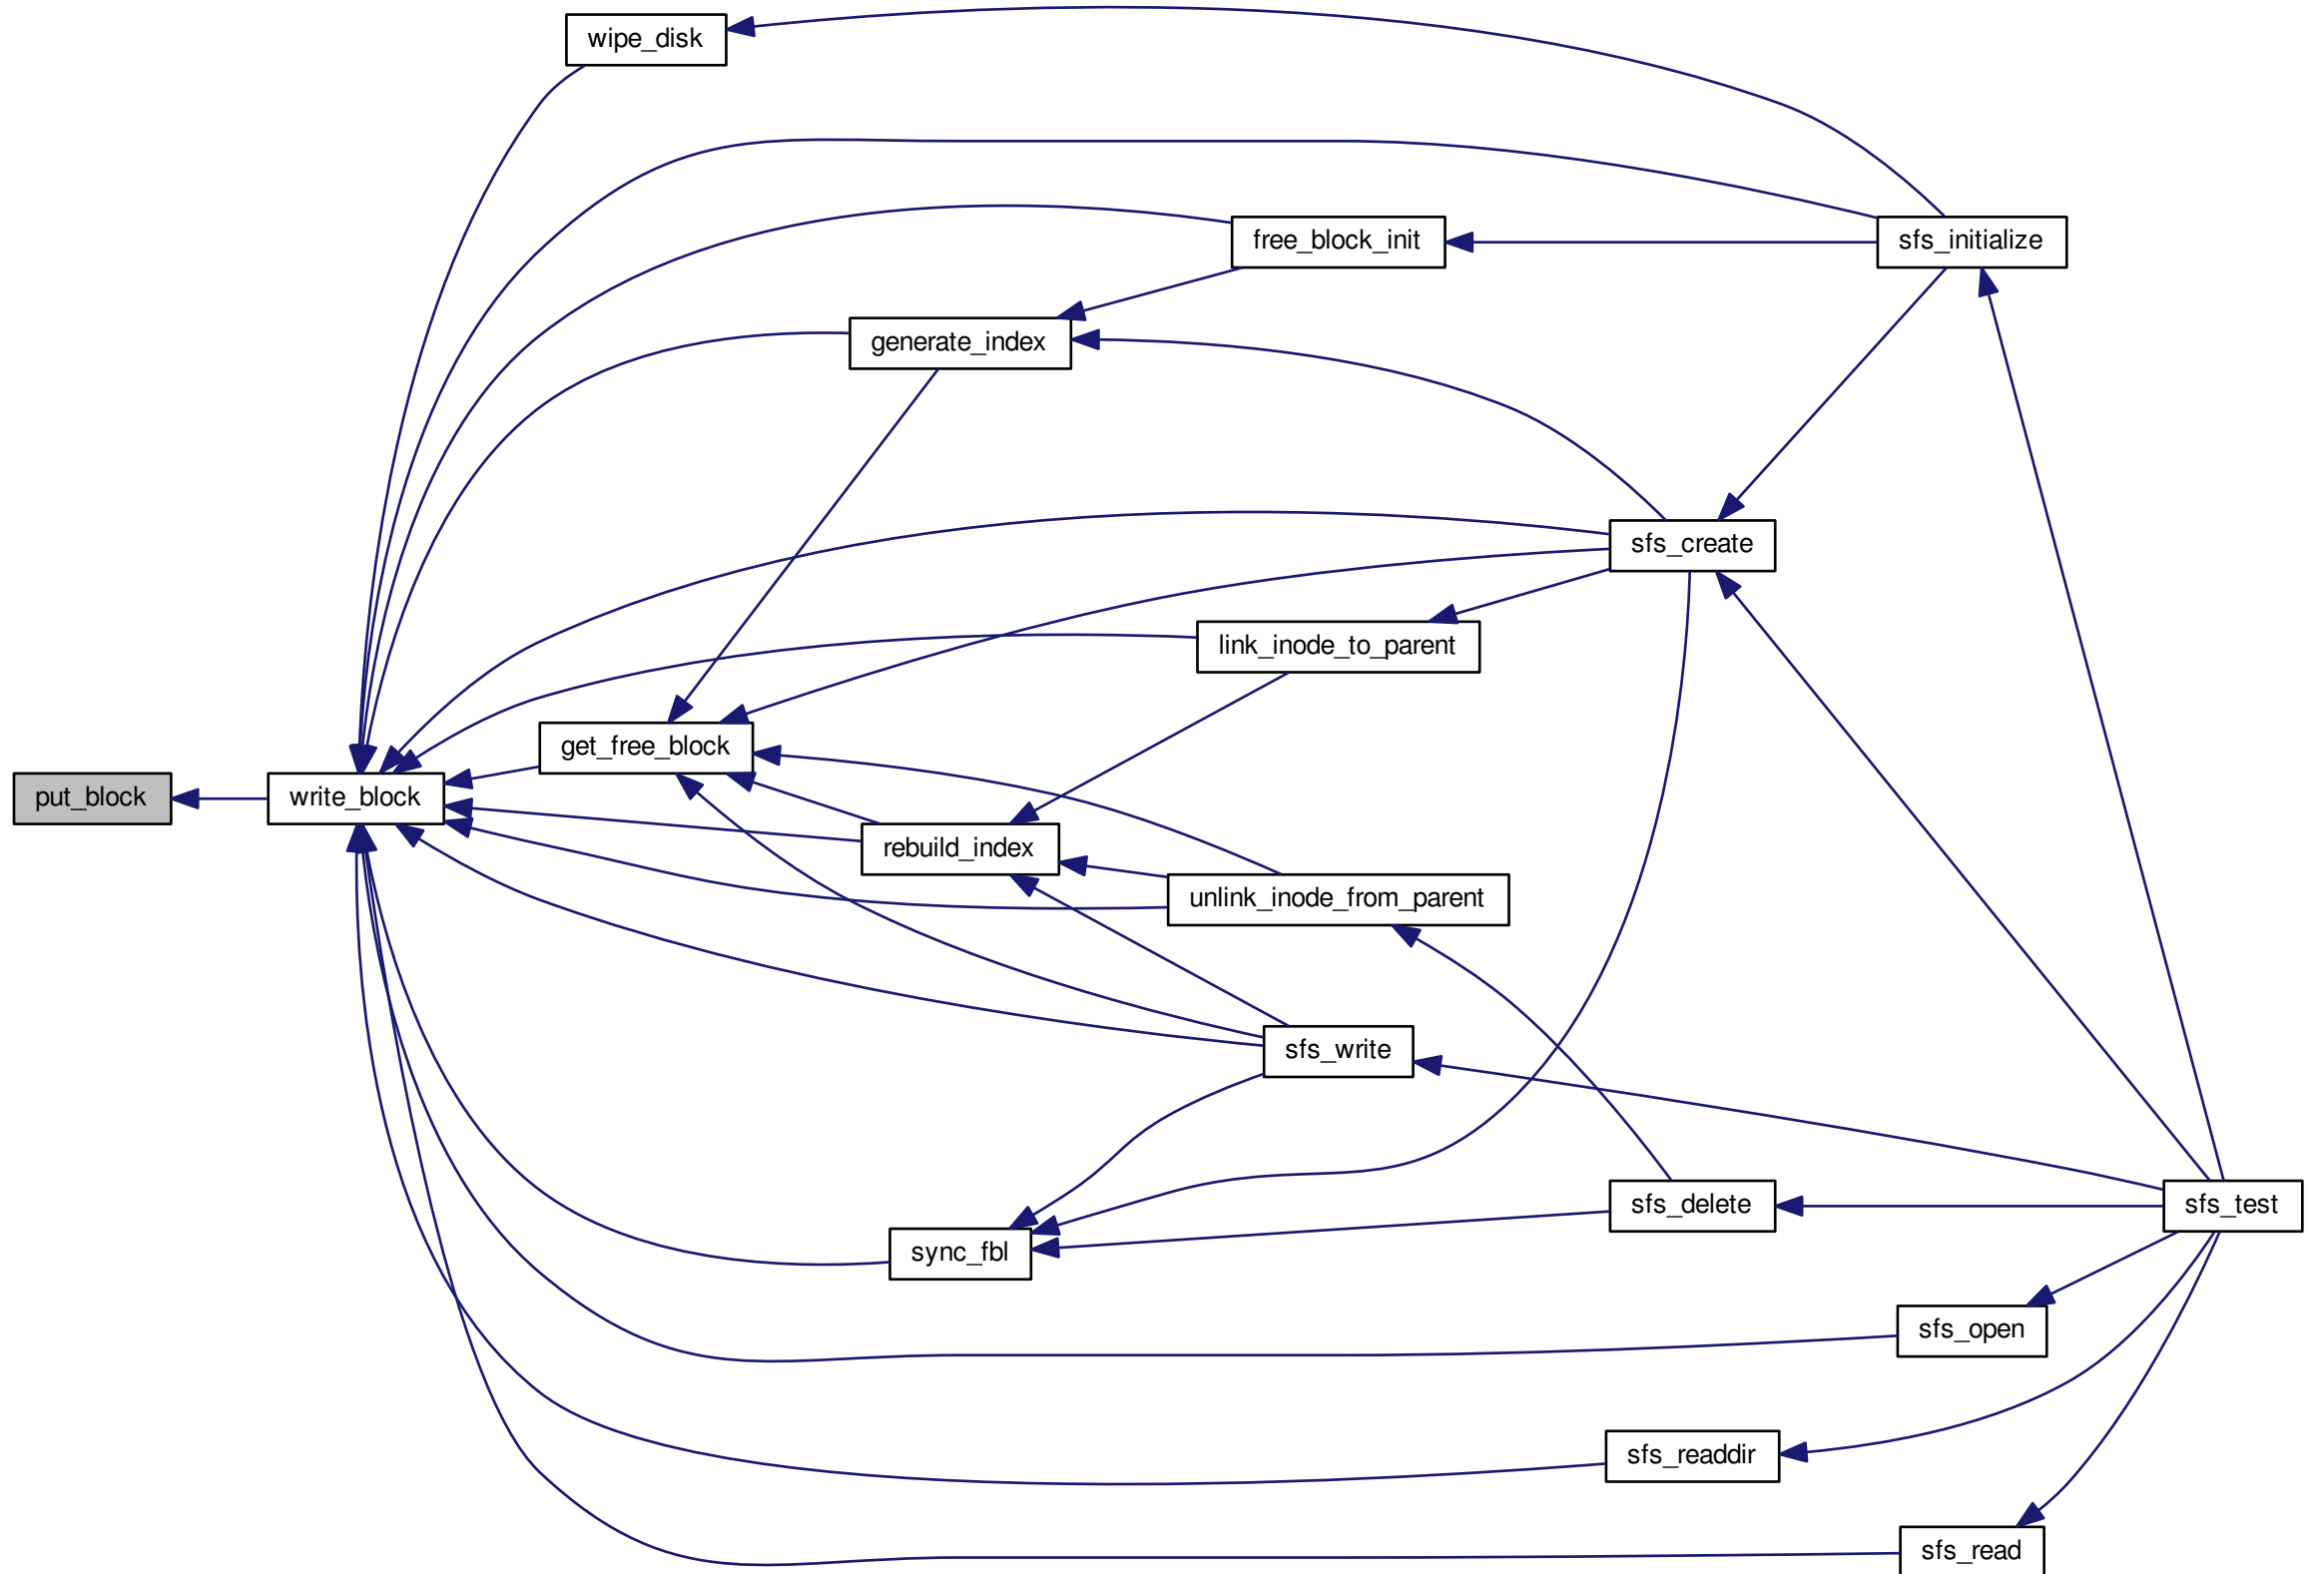 wipe_disk
free_block_init
sfs_initialize
generate_index
sfs_create
link_inode_to_parent
get_free_block
put_block
write_block
rebuild_index
unlink_inode_from_parent
sfs_write
sfs_delete
sfs_test
sync_fbl
sfs_open
sfs_readdir
sfs_read